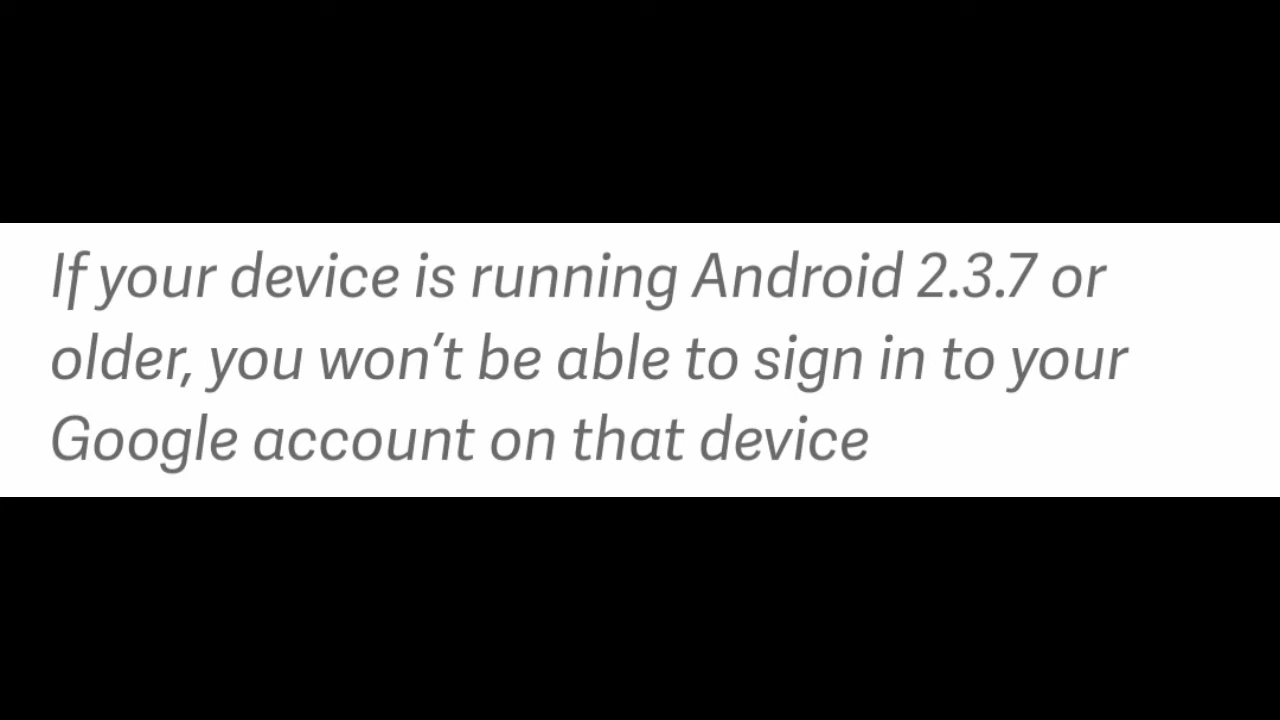 If your device is running Android 2.3.7 or
older, you won’t be able to sign in to your
Google account on that device